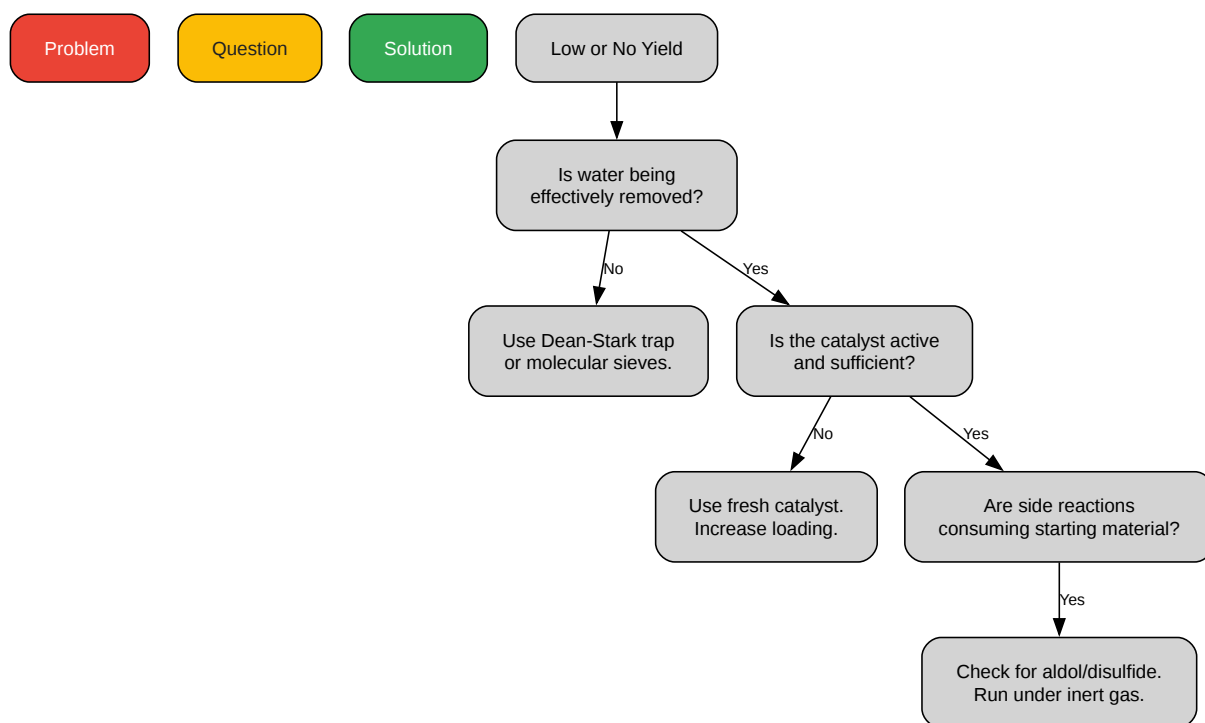 Problem
Question
Solution
Low or No Yield
Is water being
effectively removed?
No
Yes
Use Dean-Stark trap
or molecular sieves.
Is the catalyst active
and sufficient?
No
Yes
Use fresh catalyst.
Increase loading.
Are side reactions
consuming starting material?
Yes
Check for aldol/disulfide.
Run under inert gas.